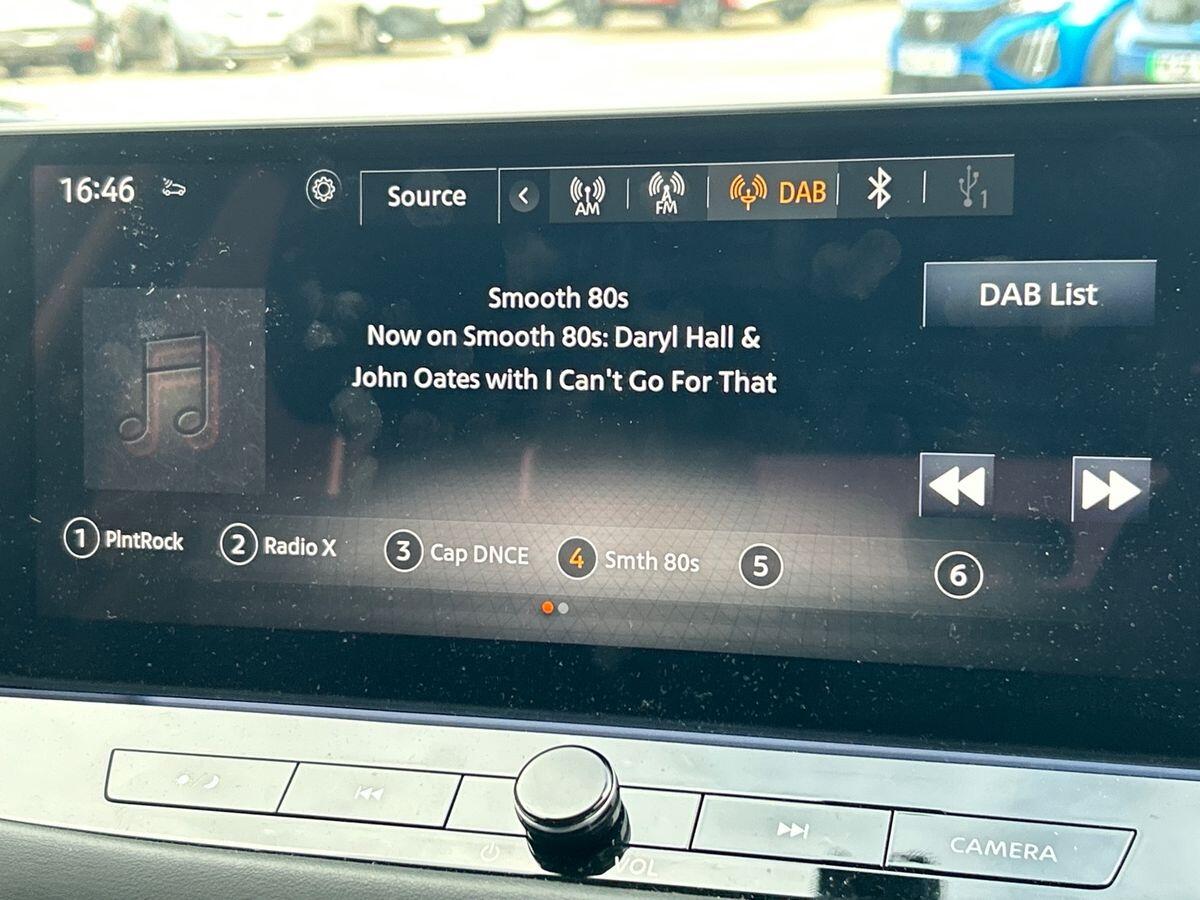 16:46
Source
AM
FM
DAB
1
Smooth 80s
Now on Smooth 80s: Daryl Hall &
John Oates with I Can't Go For That
DAB List
1 PlntRock
2 Radio X
3 Cap DNCE
4 Smth 80s
5
6
VOL
CAMERA